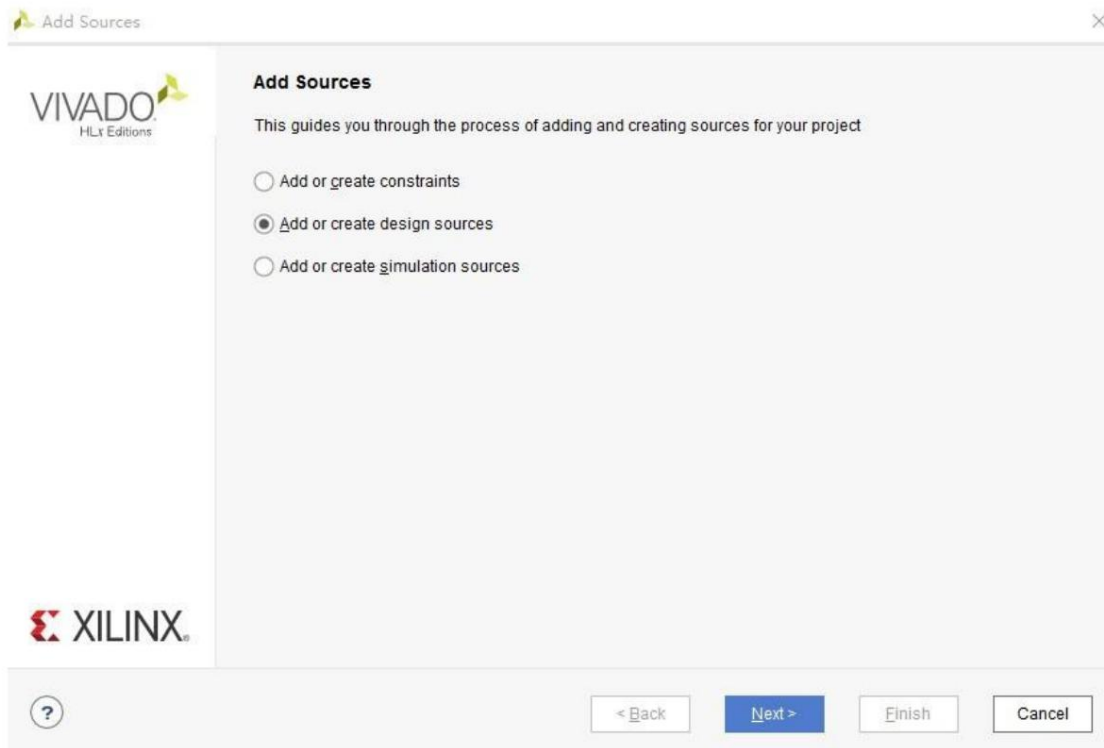 Add Sources
VIVADO
HLx Editions
Add Sources
This guides you through the process of adding and creating sources for your project
Add or create constraints
Add or create design sources
Add or create simulation sources
XILINX®
?
< Back
Next >
Finish
Cancel